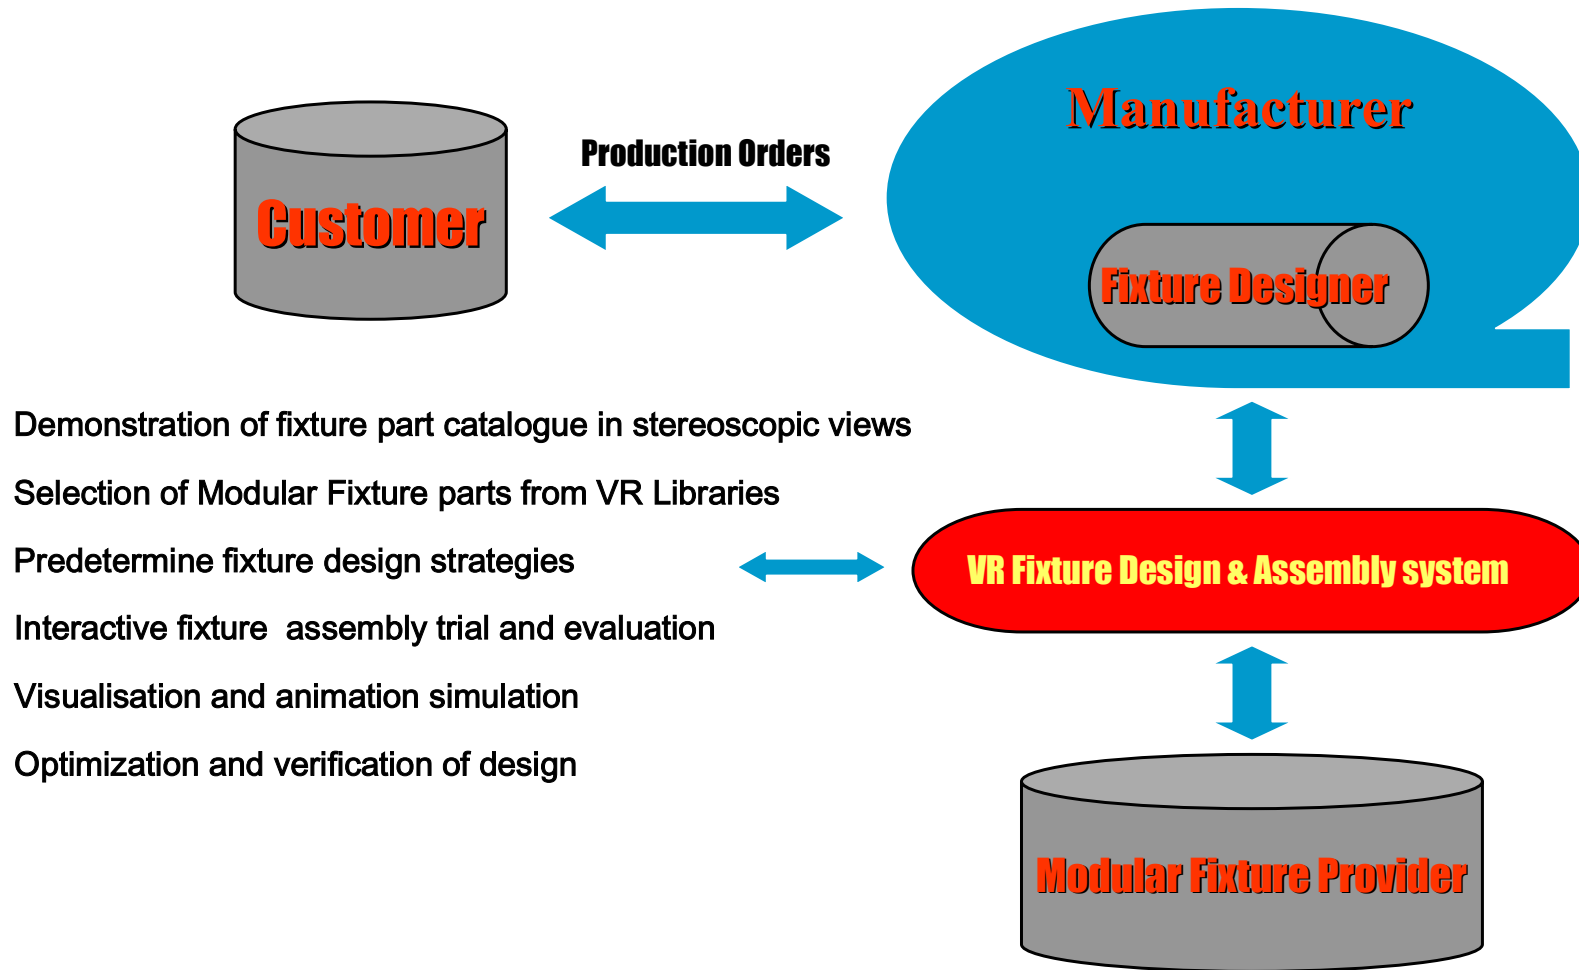 Manufacturer
Production Orders
Customer
Fixture Designer
Demonstration of fixture part catalogue in stereoscopic views
Selection of Modular Fixture parts from VR Libraries
Predetermine fixture design strategies
VR Fixture Design & Assembly system
Interactive fixture  assembly trial and evaluation
Visualisation and animation simulation
Optimization and verification of design
Modular Fixture Provider